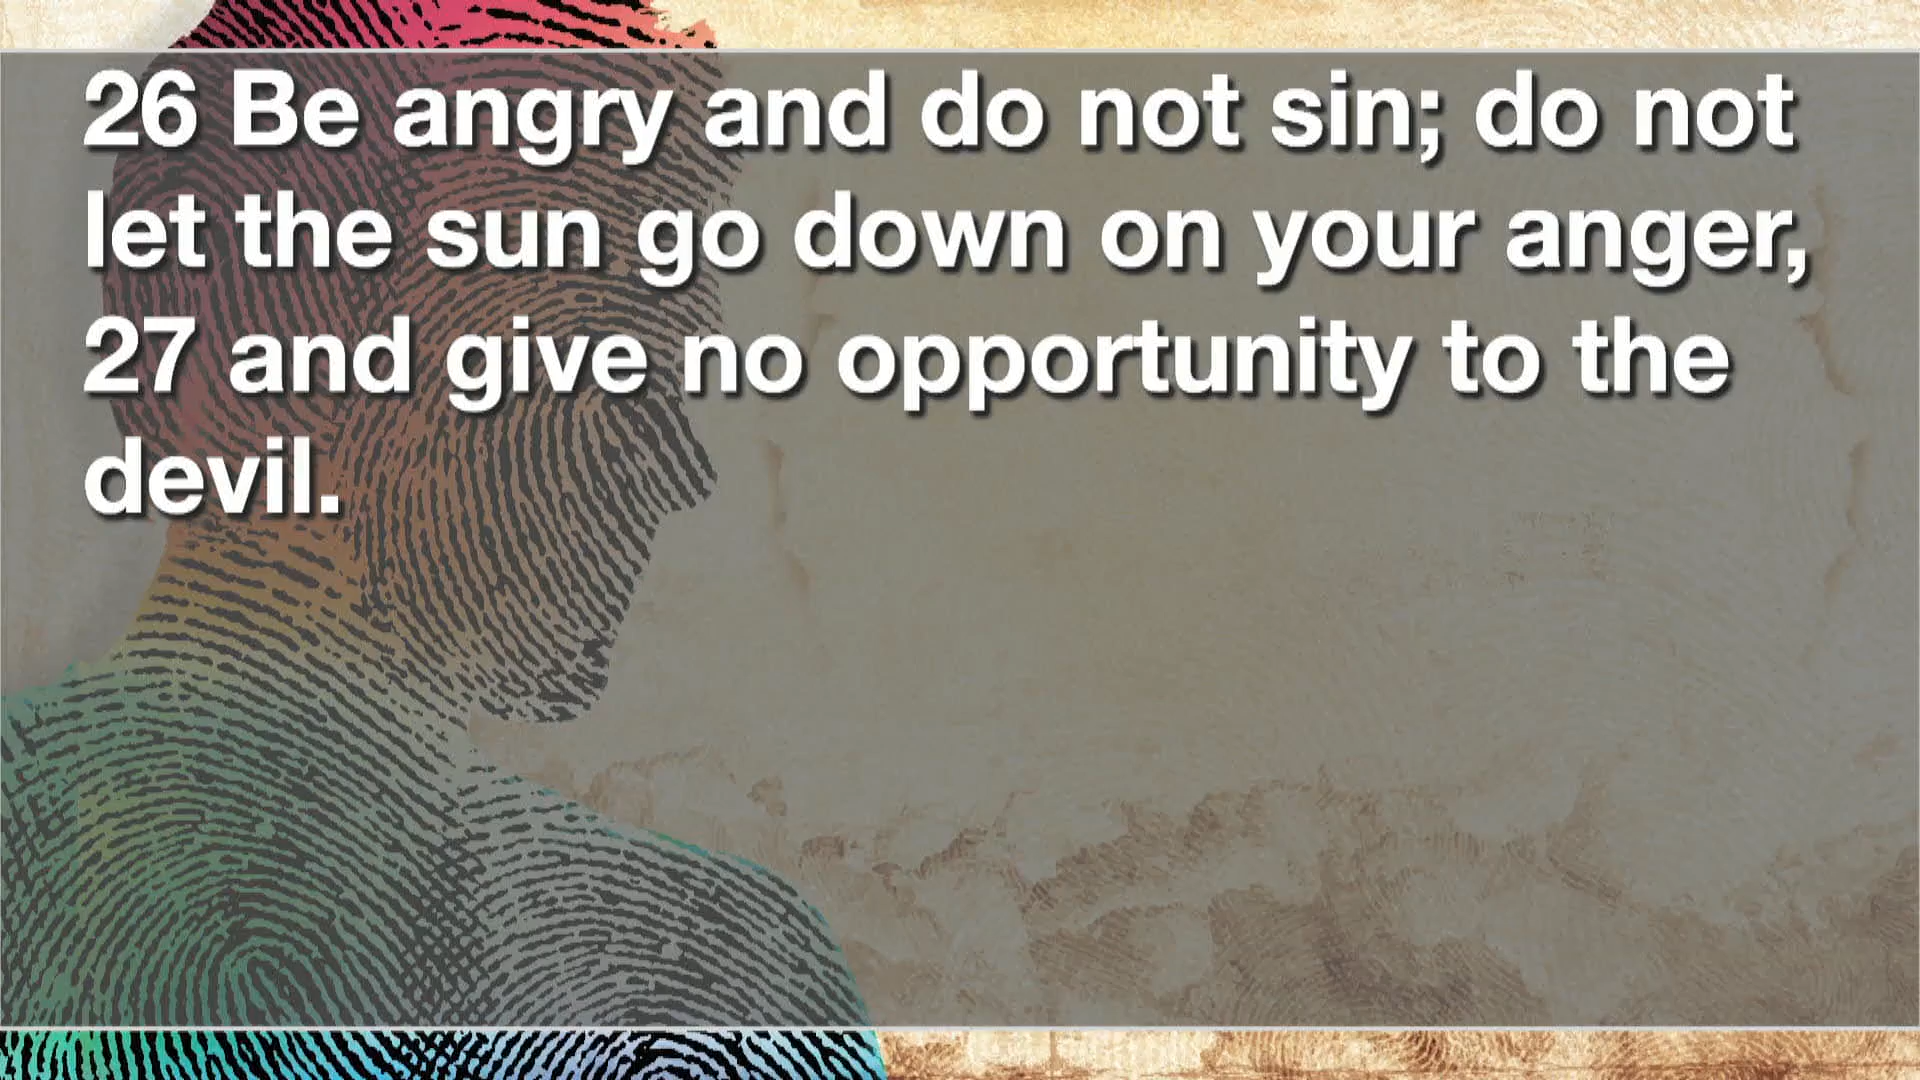 26 Be angry and do not sin; do not
let the sun go down on your anger,
27 and give no opportunity to the
devil.